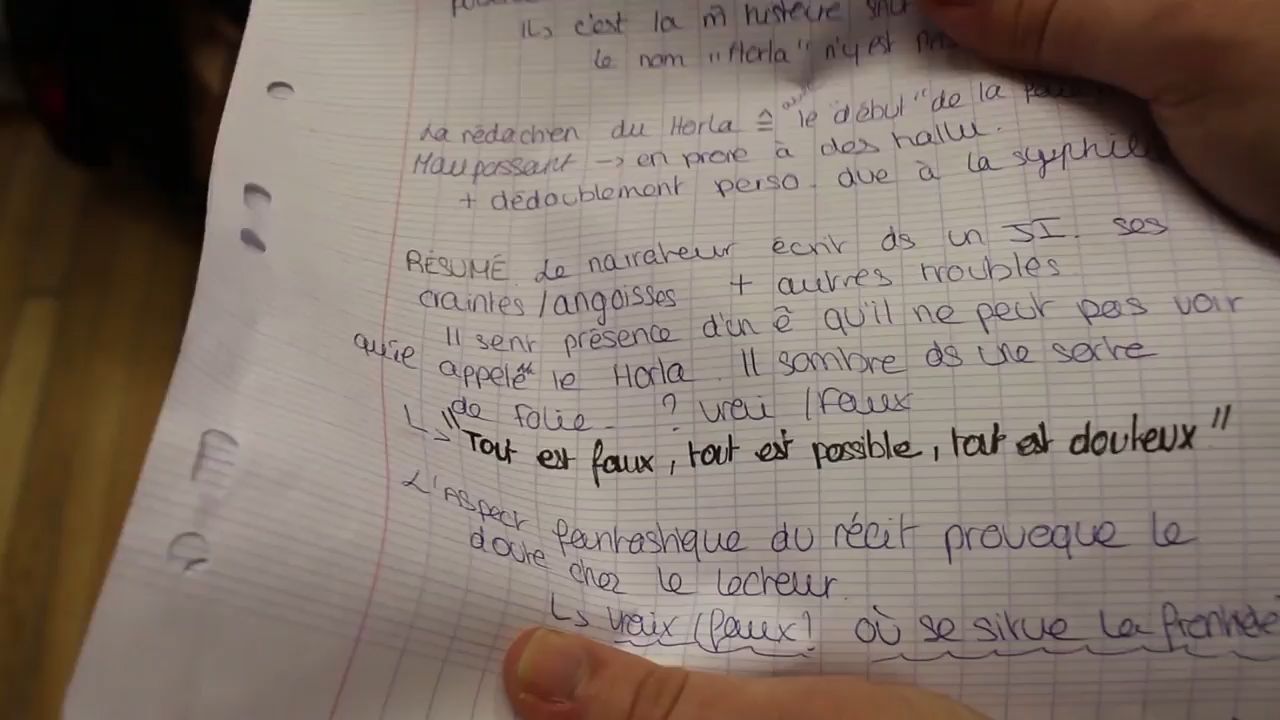 Ils c'est la m̂ histoire sauf
le nom "Horla" n'y est pas
La rédaction du Horla ≙ "le début" de la
Maupassant → en proie à des hallu.
+ dédoublement perso. due à la syphilis
RÉSUMÉ. Le narrateur écrit ds un JI. ses
craintes / angoisses + autres troubles
Il sent présence d'un ê qu'il ne peut pas voir
qu'ie appelé le Horla. Il sombre ds une sorte
de folie. ? vrai / Faux
↳ "Tout est faux, tout est possible, tout est douteux"
L'Aspect fantastique du récit provoque le
doute chez le lecteur.
↳ vraix (faux! où se situe la frontière